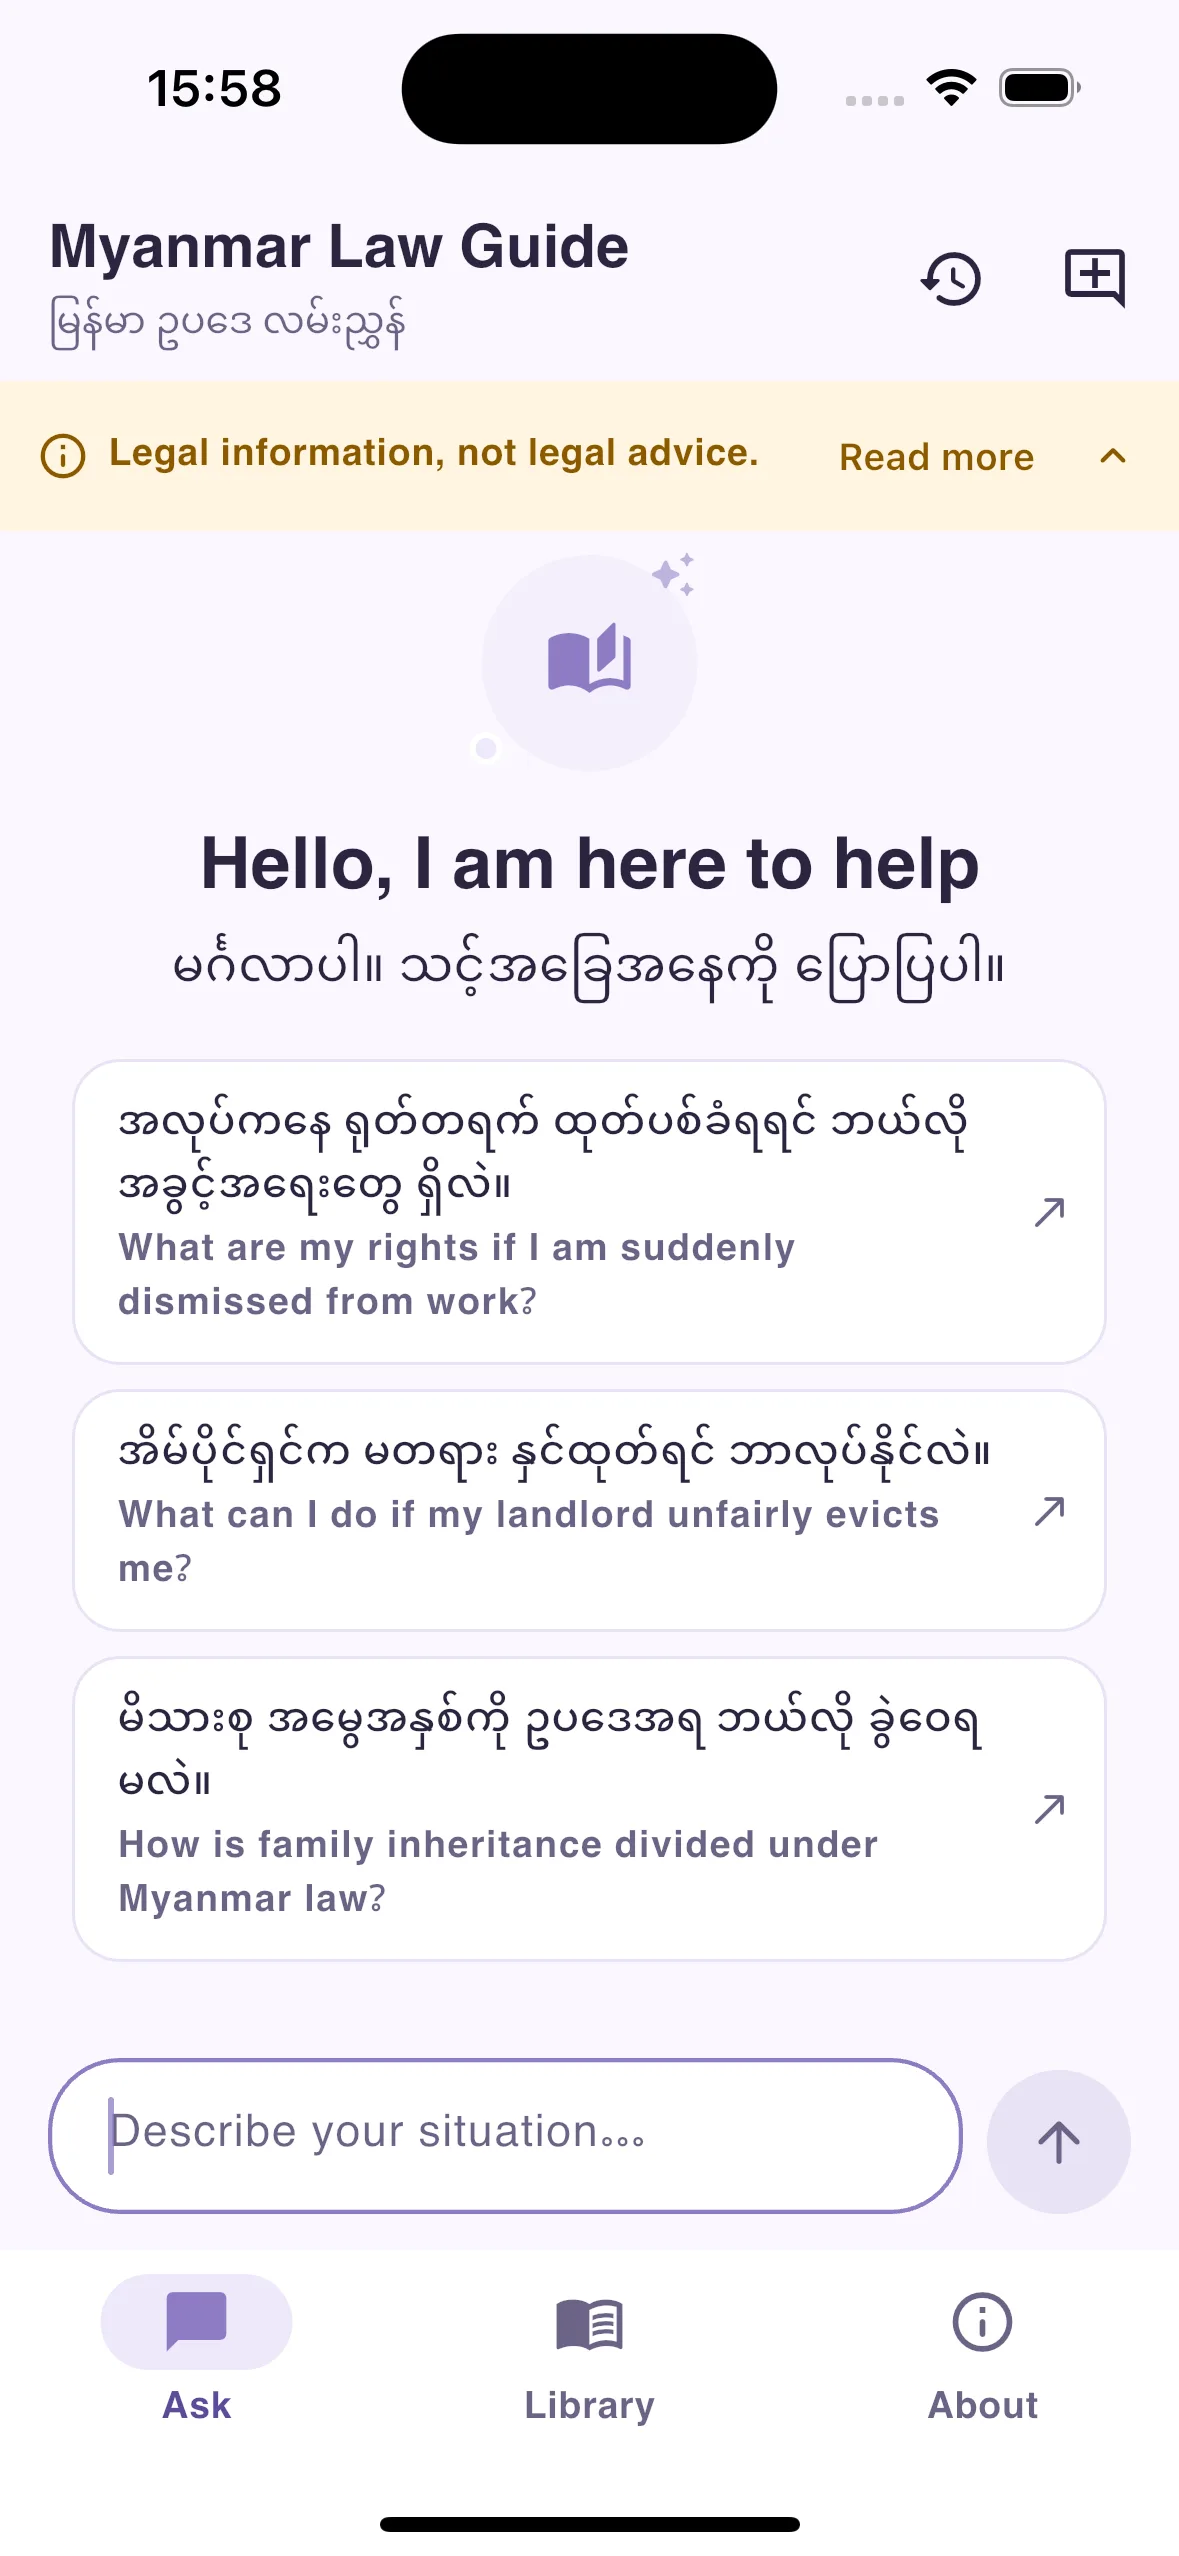 15:58
Myanmar Law Guide
မြန်မာ ဥပဒေ လမ်းညွှန်
Legal information, not legal advice.
Read more
Hello, I am here to help
မင်္ဂလာပါ။ သင့်အခြေအနေကို ပြောပြပါ။
အလုပ်ကနေ ရုတ်တရက် ထုတ်ပစ်ခံရရင် ဘယ်လို
အခွင့်အရေးတွေ ရှိလဲ။
What are my rights if I am suddenly
dismissed from work?
အိမ်ပိုင်ရှင်က မတရား နှင်ထုတ်ရင် ဘာလုပ်နိုင်လဲ။
What can I do if my landlord unfairly evicts
me?
မိသားစု အမွေအနှစ်ကို ဥပဒေအရ ဘယ်လို ခွဲဝေရ
မလဲ။
How is family inheritance divided under
Myanmar law?
Describe your situation...
Ask
Library
About